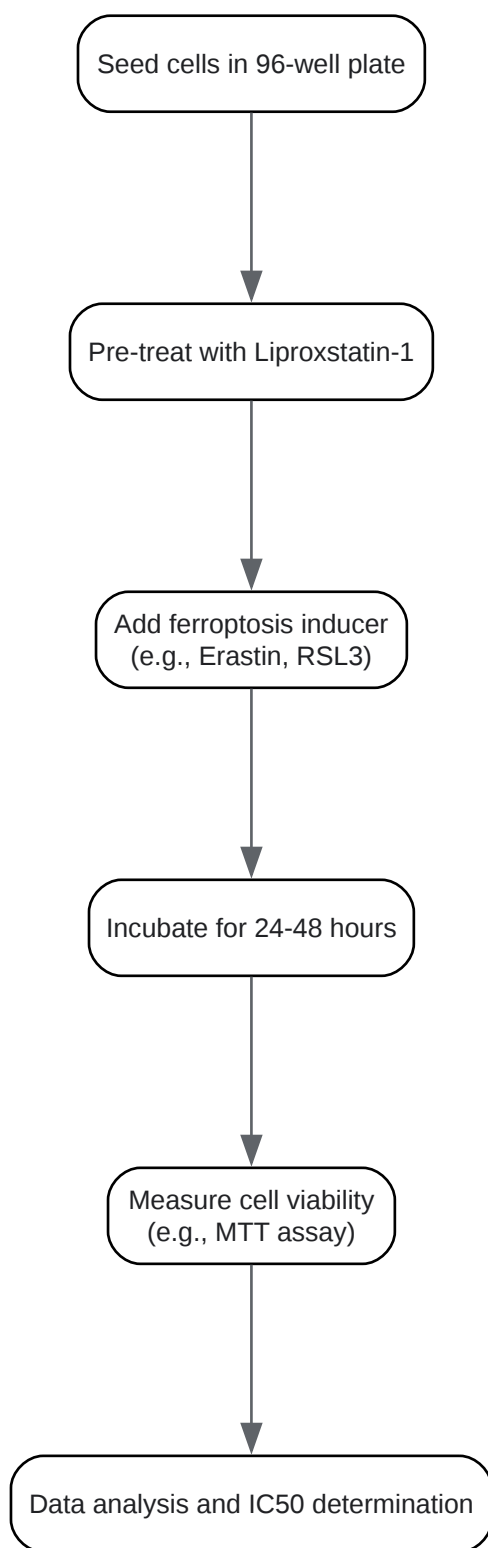 Seed cells in 96-well plate
Pre-treat with Liproxstatin-1
Add ferroptosis inducer
(e.g., Erastin, RSL3)
Incubate for 24-48 hours
Measure cell viability
(e.g., MTT assay)
Data analysis and IC50 determination